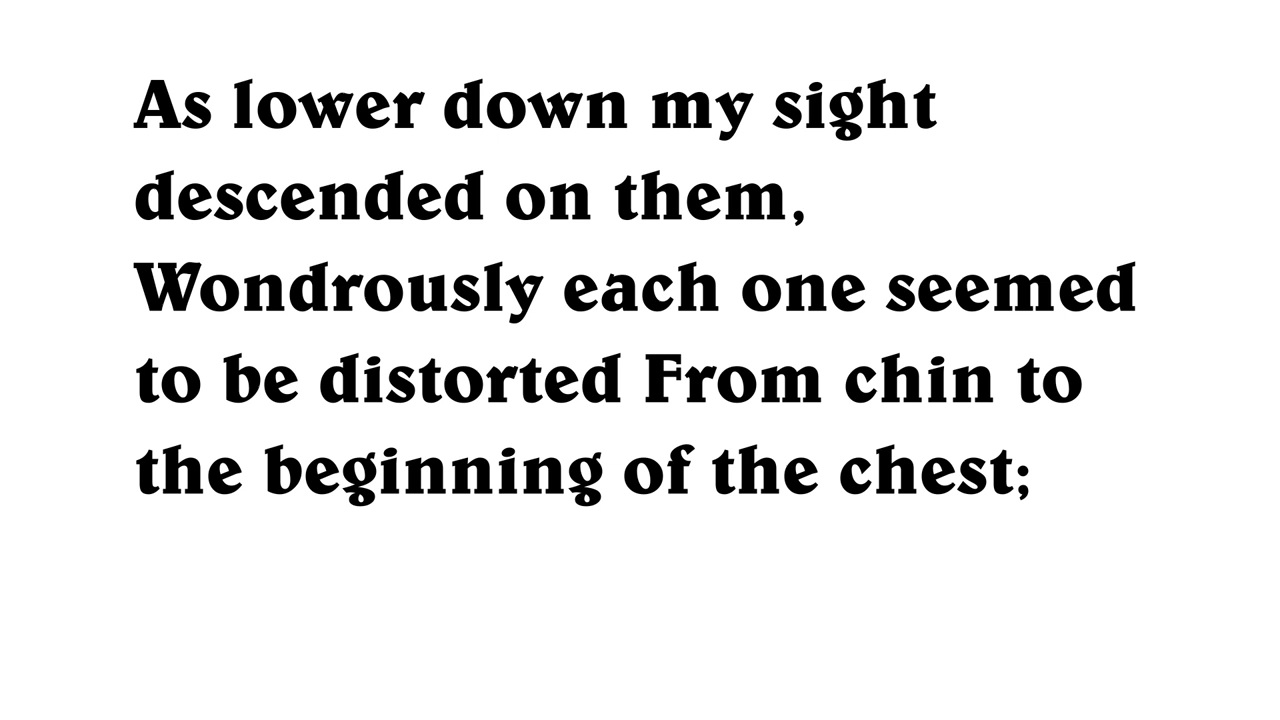 As lower down my sight
descended on them,
Wondrously each one seemed
to be distorted From chin to
the beginning of the chest;